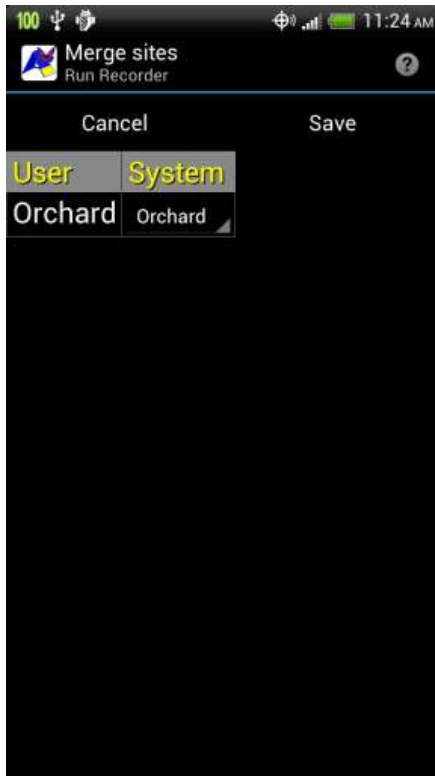 100 11:24 AM
Merge sites
Run Recorder
Cancel Save
User System
Orchard Orchard